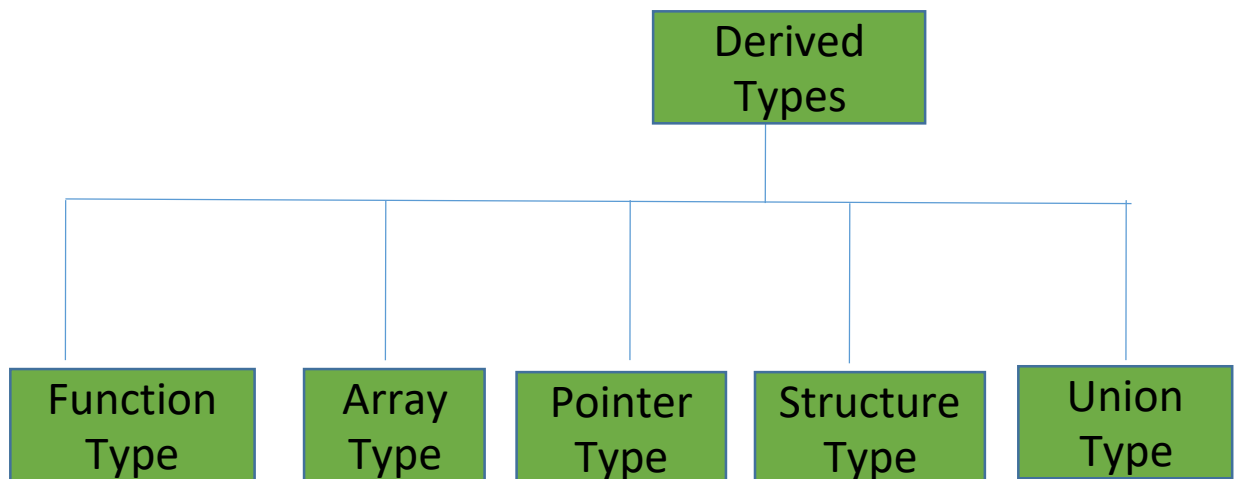 Derived
Types
Function
Type
Array
Type
Pointer
Type
Structure
Type
Union
Type